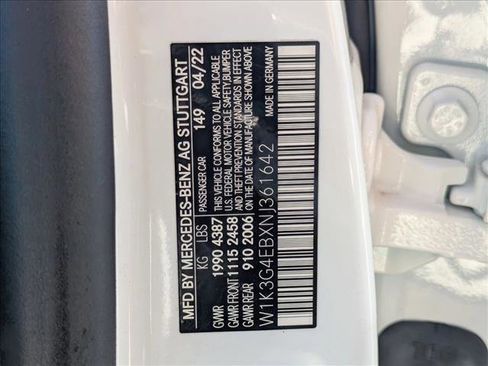 MFD BY MERCEDES-BENZ AG STUTTGART
KG LBS PASSENGER CAR 149 04/22
GVWR 1990 4387 THIS VEHICLE CONFORMS TO ALL APPLICABLE
GAWR FRONT 1115 2458 U.S. FEDERAL MOTOR VEHICLE SAFETY, BUMPER
GAWR REAR 910 2006 AND THEFT PREVENTION STANDARDS IN EFFECT
ON THE DATE OF MANUFACTURE SHOWN ABOVE
W1K3G4EBXNJ361642 MADE IN GERMANY